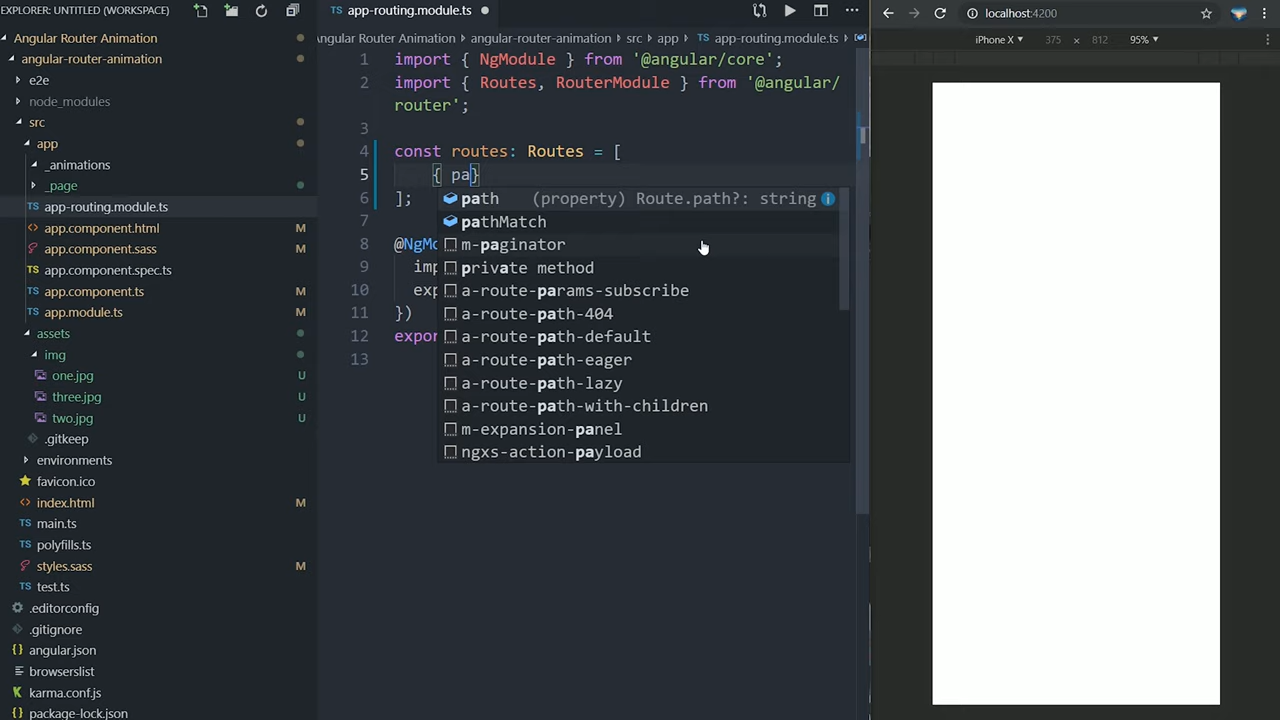 EXPLORER: UNTITLED (WORKSPACE)
Angular Router Animation
angular-router-animation
e2e
node_modules
src
app
_animations
_page
app-routing.module.ts
app.component.html M
app.component.sass M
app.component.spec.ts
app.component.ts M
app.module.ts M
assets
img
one.jpg U
three.jpg U
two.jpg U
.gitkeep
environments
favicon.ico
index.html M
main.ts
polyfills.ts
styles.sass M
test.ts
.editorconfig
.gitignore
angular.json
browserslist
karma.conf.js
package-lock.json
TS app-routing.module.ts
Angular Router Animation › angular-router-animation › src › app › TS app-routing.module.ts ›
1 import { NgModule } from '@angular/core';
2 import { Routes, RouterModule } from '@angular/
router';
3
4 const routes: Routes = [
5 { pa}
6 ];
7
8 @NgMo
9 imp
10 exp
11 })
12 expor
13
path (property) Route.path?: string
pathMatch
m-paginator
private method
a-route-params-subscribe
a-route-path-404
a-route-path-default
a-route-path-eager
a-route-path-lazy
a-route-path-with-children
m-expansion-panel
ngxs-action-payload
localhost:4200
iPhone X ▼ 375 × 812 95% ▼